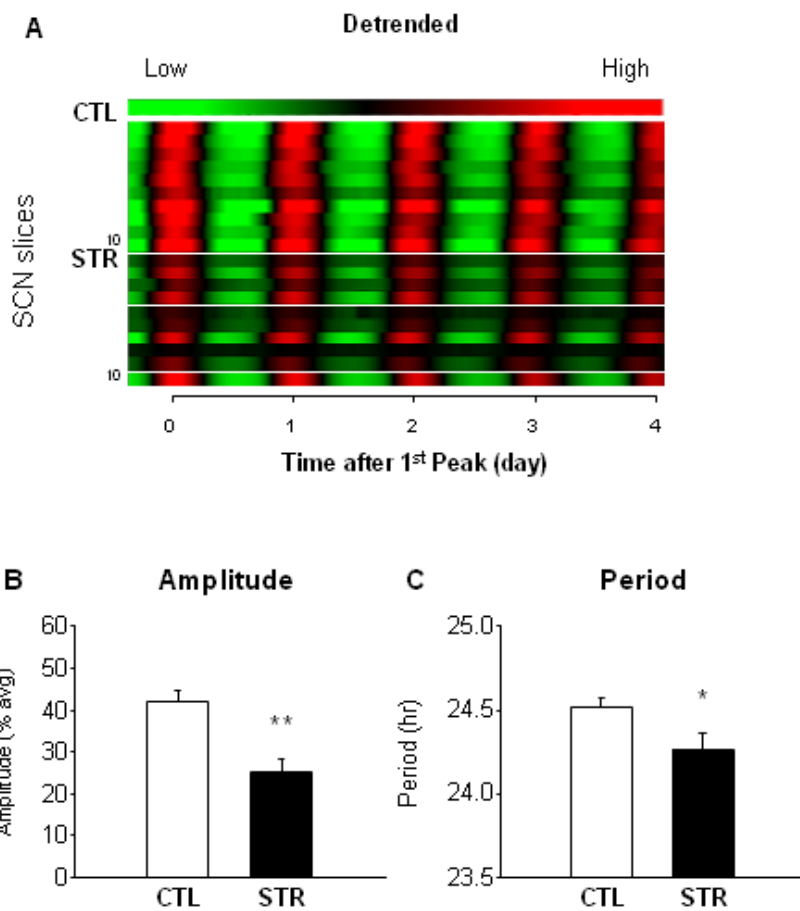 A
Detrended
Low High
CTL
10
STR
SCN slices
10
0 1 2 3 4
Time after 1st Peak (day)
B Amplitude
60
50
40
30
20
10
0
Amplitude (% avg)
**
CTL STR
C Period
25.0
24.5
24.0
23.5
Period (hr)
*
CTL STR